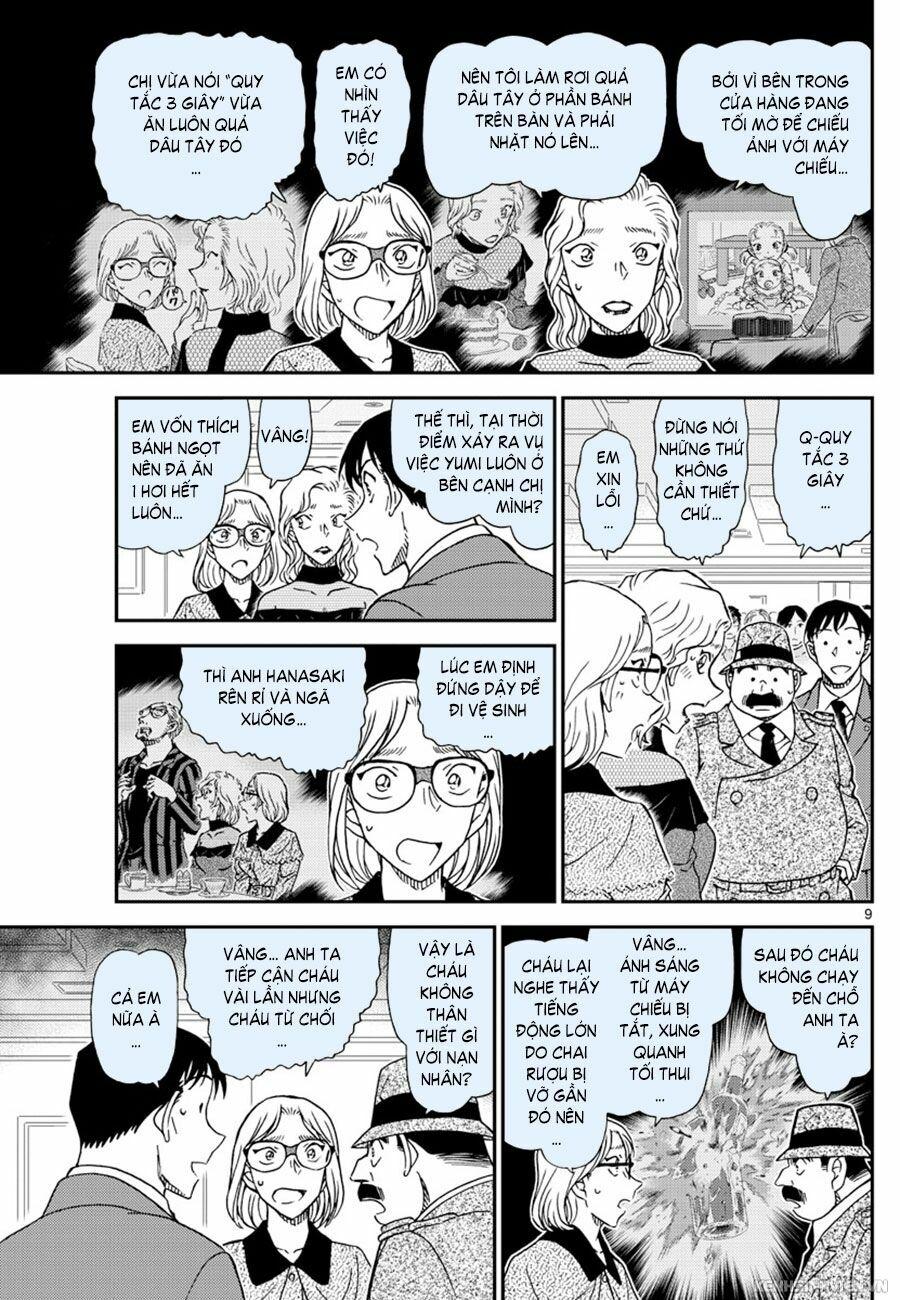 BỞI VÌ BÊN TRONG
CỬA HÀNG ĐANG
TỐI MỜ ĐỂ CHIẾU
ẢNH VỚI MÁY
CHIẾU...
NÊN TÔI LÀM RƠI QUẢ
DÂU TÂY Ở PHẦN BÁNH
TRÊN BÀN VÀ PHẢI
NHẶT NÓ LÊN...
EM CÓ
NHÌN
THẤY
VIỆC
ĐÓ!
CHỊ VỪA NÓI “QUY
TẮC 3 GIÂY” VỪA
ĂN LUÔN QUẢ
DÂU TÂY ĐÓ
...
Q-QUY
TẮC 3
GIÂY
...
ĐỪNG NÓI
NHỮNG THỨ
KHÔNG
CẦN THIẾT
CHỨ...
EM
XIN
LỖI
...
THẾ THÌ, TẠI THỜI
ĐIỂM XẢY RA VỤ
VIỆC YUMI LUÔN Ở
BÊN CẠNH CHỊ
MÌNH?
VÂNG!
EM VỐN THÍCH
BÁNH NGỌT
NÊN ĐÃ ĂN
1 HƠI HẾT
LUÔN...
LÚC EM ĐỊNH
ĐỨNG DẬY ĐỂ
ĐI VỆ SINH
...
THÌ ANH HANASAKI
RÊN RỈ VÀ NGÃ
XUỐNG...
9
SAU ĐÓ CHÁU
KHÔNG CHẠY
ĐẾN CHỖ
ANH TA
À?
VÂNG...
ÁNH SÁNG
TỪ MÁY
CHIẾU BỊ
TẮT, XUNG
QUANH
TỐI THUI
...
CHÁU LẠI
NGHE THẤY
TIẾNG
ĐỘNG LỚN
DO CHAI
RƯỢU BỊ
VỠ GẦN
ĐÓ NÊN
...
VẬY LÀ
CHÁU
KHÔNG
THÂN
THIẾT GÌ
VỚI NẠN
NHÂN?
VÂNG... ANH TA
TIẾP CẬN CHÁU
VÀI LẦN NHƯNG
CHÁU TỪ CHỐI
...
CẢ EM
NỮA À
...